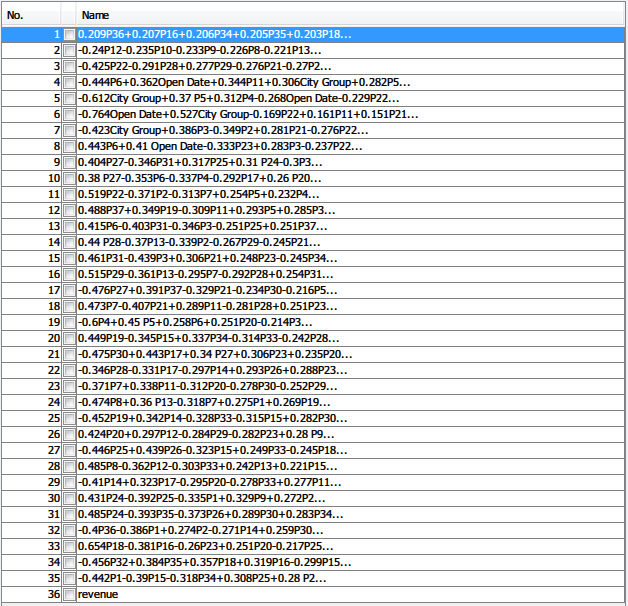 No. Name
1 0.209P36+0.207P16+0.206P34+0.205P35+0.203P18...
2 -0.24P12-0.235P10-0.233P9-0.226P8-0.221P13...
3 -0.425P22-0.291P28+0.277P29-0.276P21-0.27P2...
4 -0.444P6+0.362Open Date+0.344P11+0.306City Group+0.282P5...
5 -0.612City Group+0.37 P5+0.312P4-0.268Open Date-0.229P22...
6 -0.764Open Date+0.527City Group-0.169P22+0.161P11+0.151P21...
7 -0.423City Group+0.386P3-0.349P2+0.281P21-0.276P22...
8 0.443P6+0.41 Open Date-0.333P23+0.283P3-0.237P22...
9 0.404P27-0.346P31+0.317P25+0.31 P24-0.3P3...
10 0.38 P27-0.353P6-0.337P4-0.292P17+0.26 P20...
11 0.519P22-0.371P2-0.313P7+0.254P5+0.232P4...
12 0.488P37+0.349P19-0.309P11+0.293P5+0.285P3...
13 0.415P6-0.403P31-0.346P3-0.251P25+0.251P37...
14 0.44 P28-0.37P13-0.339P2-0.267P29-0.245P21...
15 0.461P31-0.439P3+0.306P21+0.248P23-0.245P34...
16 0.515P29-0.361P13-0.295P7-0.292P28+0.254P31...
17 -0.476P27+0.391P37-0.329P21-0.234P30-0.216P5...
18 0.473P7-0.407P21+0.289P11-0.281P28+0.251P23...
19 -0.6P4+0.45 P5+0.258P6+0.251P20-0.214P3...
20 0.449P19-0.345P15+0.337P34-0.314P33-0.242P28...
21 -0.475P30+0.443P17+0.34 P27+0.306P23+0.235P20...
22 -0.346P28-0.331P17-0.297P14+0.293P26+0.288P23...
23 -0.371P7+0.338P11-0.312P20-0.278P30-0.252P29...
24 -0.474P8+0.36 P13-0.318P7+0.275P1+0.269P19...
25 -0.452P19+0.342P14-0.328P33-0.315P15+0.282P30...
26 0.424P20+0.297P12-0.284P29-0.282P23+0.28 P9...
27 -0.446P25+0.439P26-0.323P15+0.249P33-0.245P18...
28 0.485P8-0.362P12-0.303P33+0.242P13+0.221P15...
29 -0.41P14+0.323P17-0.295P20-0.278P33+0.277P11...
30 0.431P24-0.392P25-0.335P1+0.329P9+0.272P2...
31 0.485P24-0.393P35-0.373P26+0.289P30+0.283P34...
32 -0.4P36-0.386P1+0.274P2-0.271P14+0.259P30...
33 0.654P18-0.381P16-0.26P23+0.251P20-0.217P25...
34 -0.456P32+0.384P35+0.357P18+0.319P16-0.299P15...
35 -0.442P1-0.39P15-0.318P34+0.308P25+0.28 P2...
36 revenue